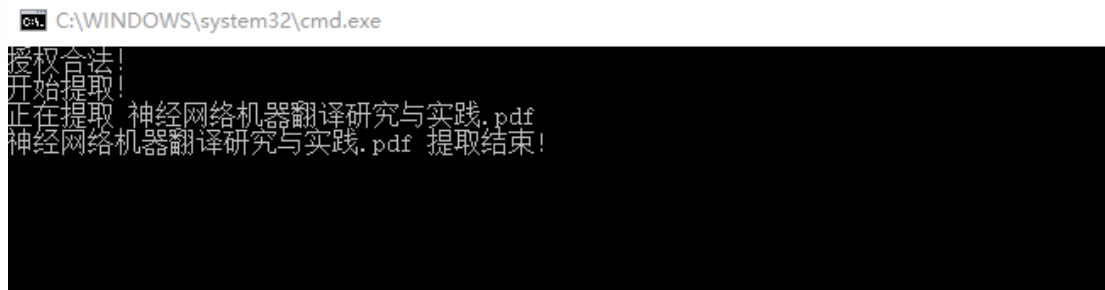 C:\WINDOWS\system32\cmd.exe
授权合法!
开始提取!
正在提取 神经网络机器翻译研究与实践.pdf
神经网络机器翻译研究与实践.pdf 提取结束!